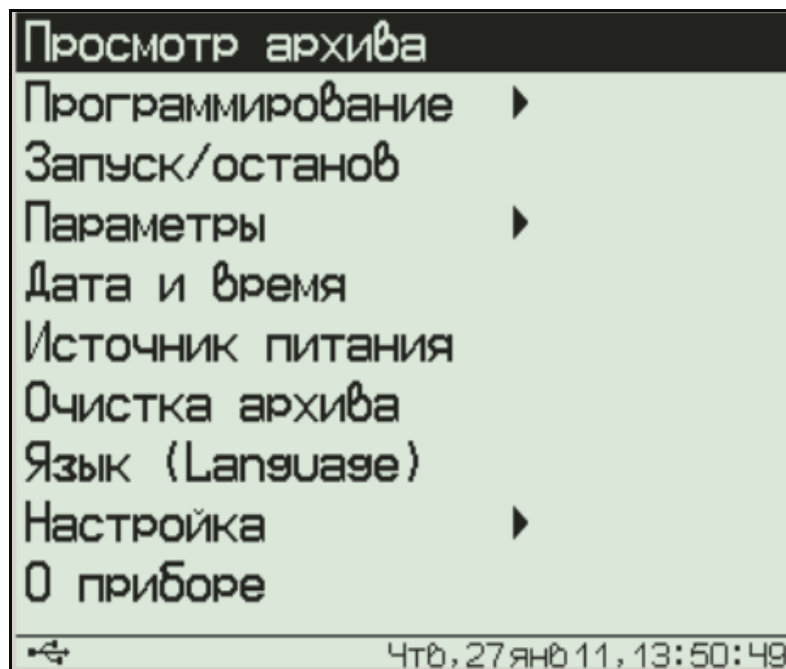 Просмотр архива
Программирование
Запуск/останов
Параметры
Дата и время
Источник питания
Очистка архива
Язык (Language)
Настройка
О приборе
Чтв,27янв11,13:50:49